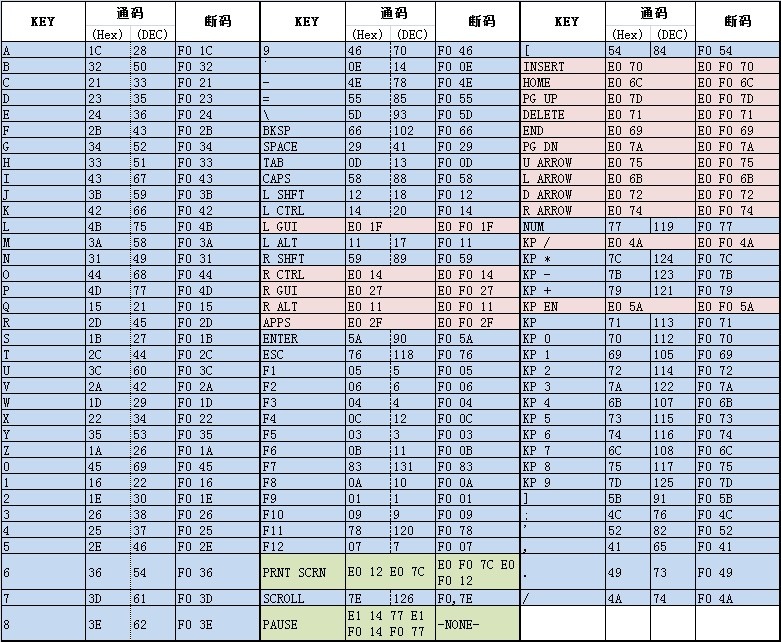 KEY 通码 断码 KEY 通码 断码 KEY 通码 断码
(Hex) (DEC) (Hex) (DEC) (Hex) (DEC)
A 1C 28 F0 1C 9 46 70 F0 46 [ 54 84 F0 54
B 32 50 F0 32 ` 0E 14 F0 0E INSERT E0 70 E0 F0 70
C 21 33 F0 21 - 4E 78 F0 4E HOME E0 6C E0 F0 6C
D 23 35 F0 23 = 55 85 F0 55 PG UP E0 7D E0 F0 7D
E 24 36 F0 24 \ 5D 93 F0 5D DELETE E0 71 E0 F0 71
F 2B 43 F0 2B BKSP 66 102 F0 66 END E0 69 E0 F0 69
G 34 52 F0 34 SPACE 29 41 F0 29 PG DN E0 7A E0 F0 7A
H 33 51 F0 33 TAB 0D 13 F0 0D U ARROW E0 75 E0 F0 75
I 43 67 F0 43 CAPS 58 88 F0 58 L ARROW E0 6B E0 F0 6B
J 3B 59 F0 3B L SHFT 12 18 F0 12 D ARROW E0 72 E0 F0 72
K 42 66 F0 42 L CTRL 14 20 F0 14 R ARROW E0 74 E0 F0 74
L 4B 75 F0 4B L GUI E0 1F E0 F0 1F NUM 77 119 F0 77
M 3A 58 F0 3A L ALT 11 17 F0 11 KP / E0 4A E0 F0 4A
N 31 49 F0 31 R SHFT 59 89 F0 59 KP * 7C 124 F0 7C
O 44 68 F0 44 R CTRL E0 14 E0 F0 14 KP - 7B 123 F0 7B
P 4D 77 F0 4D R GUI E0 27 E0 F0 27 KP + 79 121 F0 79
Q 15 21 F0 15 R ALT E0 11 E0 F0 11 KP EN E0 5A E0 F0 5A
R 2D 45 F0 2D APPS E0 2F E0 F0 2F KP 71 113 F0 71
S 1B 27 F0 1B ENTER 5A 90 F0 5A KP 0 70 112 F0 70
T 2C 44 F0 2C ESC 76 118 F0 76 KP 1 69 105 F0 69
U 3C 60 F0 3C F1 05 5 F0 05 KP 2 72 114 F0 72
V 2A 42 F0 2A F2 06 6 F0 06 KP 3 7A 122 F0 7A
W 1D 29 F0 1D F3 04 4 F0 04 KP 4 6B 107 F0 6B
X 22 34 F0 22 F4 0C 12 F0 0C KP 5 73 115 F0 73
Y 35 53 F0 35 F5 03 3 F0 03 KP 6 74 116 F0 74
Z 1A 26 F0 1A F6 0B 11 F0 0B KP 7 6C 108 F0 6C
0 45 69 F0 45 F7 83 131 F0 83 KP 8 75 117 F0 75
1 16 22 F0 16 F8 0A 10 F0 0A KP 9 7D 125 F0 7D
2 1E 30 F0 1E F9 01 1 F0 01 ] 5B 91 F0 5B
3 26 38 F0 26 F10 09 9 F0 09 ; 4C 76 F0 4C
4 25 37 F0 25 F11 78 120 F0 78 ' 52 82 F0 52
5 2E 46 F0 2E F12 07 7 F0 07 , 41 65 F0 41
6 36 54 F0 36 PRNT SCRN E0 12 E0 7C E0 F0 7C E0 . 49 73 F0 49
F0 12
7 3D 61 F0 3D SCROLL 7E 126 F0,7E / 4A 74 F0 4A
8 3E 62 F0 3E PAUSE E1 14 77 E1 -NONE-
F0 14 F0 77